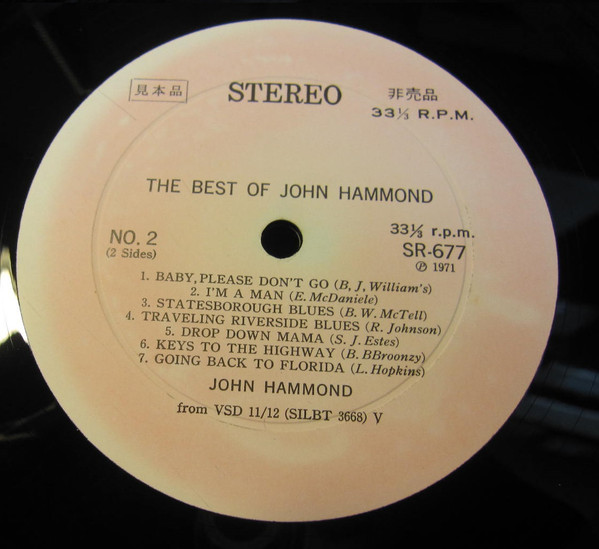 見本品 STEREO 非売品
33⅓ R.P.M.
THE BEST OF JOHN HAMMOND
NO. 2 33⅓ r.p.m.
(2 Sides) SR-677
Ⓟ 1971
1. BABY, PLEASE DON'T GO (B, J, William's)
2. I'M A MAN (E. McDaniele)
3. STATESBOROUGH BLUES (B. W. McTell)
4. TRAVELING RIVERSIDE BLUES (R. Johnson)
5. DROP DOWN MAMA (S. J. Estes)
6. KEYS TO THE HIGHWAY (B. BBroonzy)
7. GOING BACK TO FLORIDA (L. Hopkins)
JOHN HAMMOND
from VSD 11/12 (SILBT 3668) V